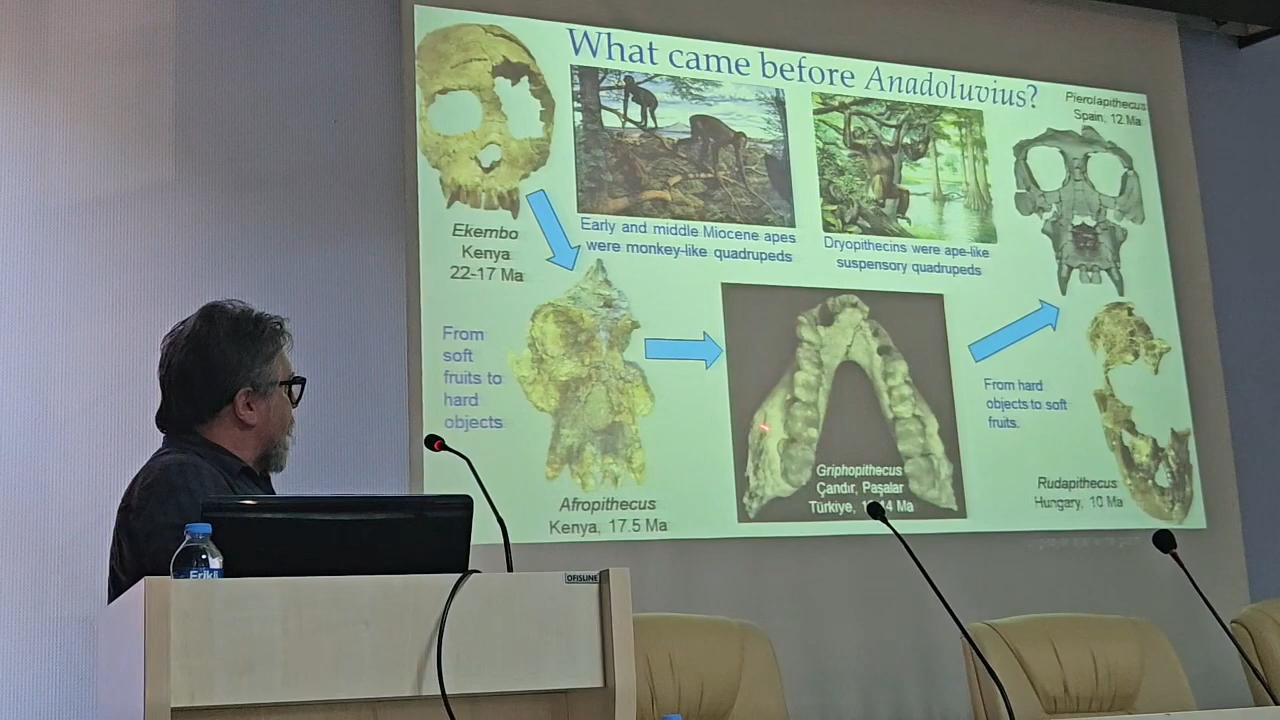 What came before Anadoluvius?
Pierolapithecus
Spain, 12 Ma
Ekembo
Kenya
22-17 Ma
Early and middle Miocene apes
were monkey-like quadrupeds
Dryopithecins were ape-like
suspensory quadrupeds
From
soft
fruits to
hard
objects
Afropithecus
Kenya, 17.5 Ma
Griphopithecus
Çandır, Paşalar
Türkiye, 4 Ma
From hard
objects to soft
fruits.
Rudapithecus
Hungary, 10 Ma
Erikli
OFISLINE